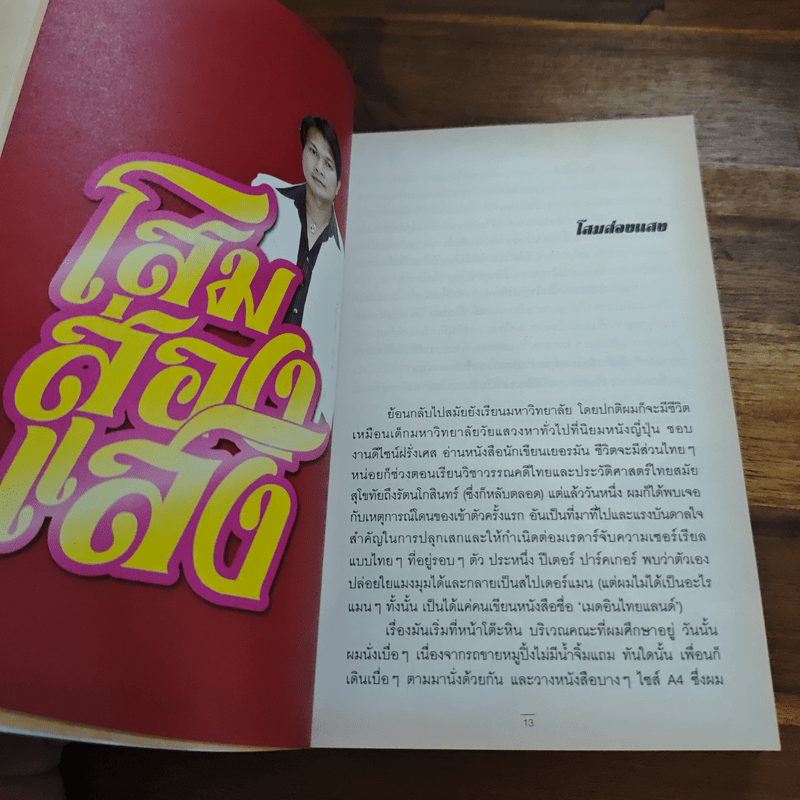 โสม
ส่อง
แสง
โสมส่องแสง
ย้อนกลับไปสมัยยังเรียนมหาวิทยาลัย โดยปกติผมก็จะมีชีวิต
เหมือนเด็กมหาวิทยาลัยวัยแสวงหาทั่วไปที่นิยมหนังญี่ปุ่น ชอบ
งานดีไซน์ฝรั่งเศส อ่านหนังสือนักเขียนเยอรมัน ชีวิตจะมีส่วนไทยๆ
หน่อยก็ช่วงตอนเรียนวิชาวรรณคดีไทยและประวัติศาสตร์ไทยสมัย
สุโขทัยถึงรัตนโกสินทร์ (ซึ่งก็หลับตลอด) แต่แล้ววันหนึ่ง ผมก็ได้พบเจอ
กับเหตุการณ์โดนของเข้าตัวครั้งแรก อันเป็นที่มาที่ไปและแรงบันดาลใจ
สำคัญในการปลุกเสกและให้กำเนิดต่อมเรดาร์จับความเซอร์เรียล
แบบไทยๆ ที่อยู่รอบๆ ตัว ประหนึ่ง ปีเตอร์ ปาร์คเกอร์ พบว่าตัวเอง
ปล่อยใยแมงมุมได้และกลายเป็นสไปเดอร์แมน (แต่ผมไม่ได้เป็นอะไร
แมนๆ ทั้งนั้น เป็นได้แค่คนเขียนหนังสือชื่อ 'เมดอินไทยแลนด์')
เรื่องมันเริ่มที่หน้าโต๊ะหิน บริเวณคณะที่ผมศึกษาอยู่ วันนั้น
ผมนั่งเบื่อๆ เนื่องจากรถขายหมูปิ้งไม่มีน้ำจิ้มแถม ทันใดนั้น เพื่อนก็
เดินเบื่อๆ ตามมานั่งด้วยกัน และวางหนังสือบางๆ ไซส์ A4 ซึ่งผม
13